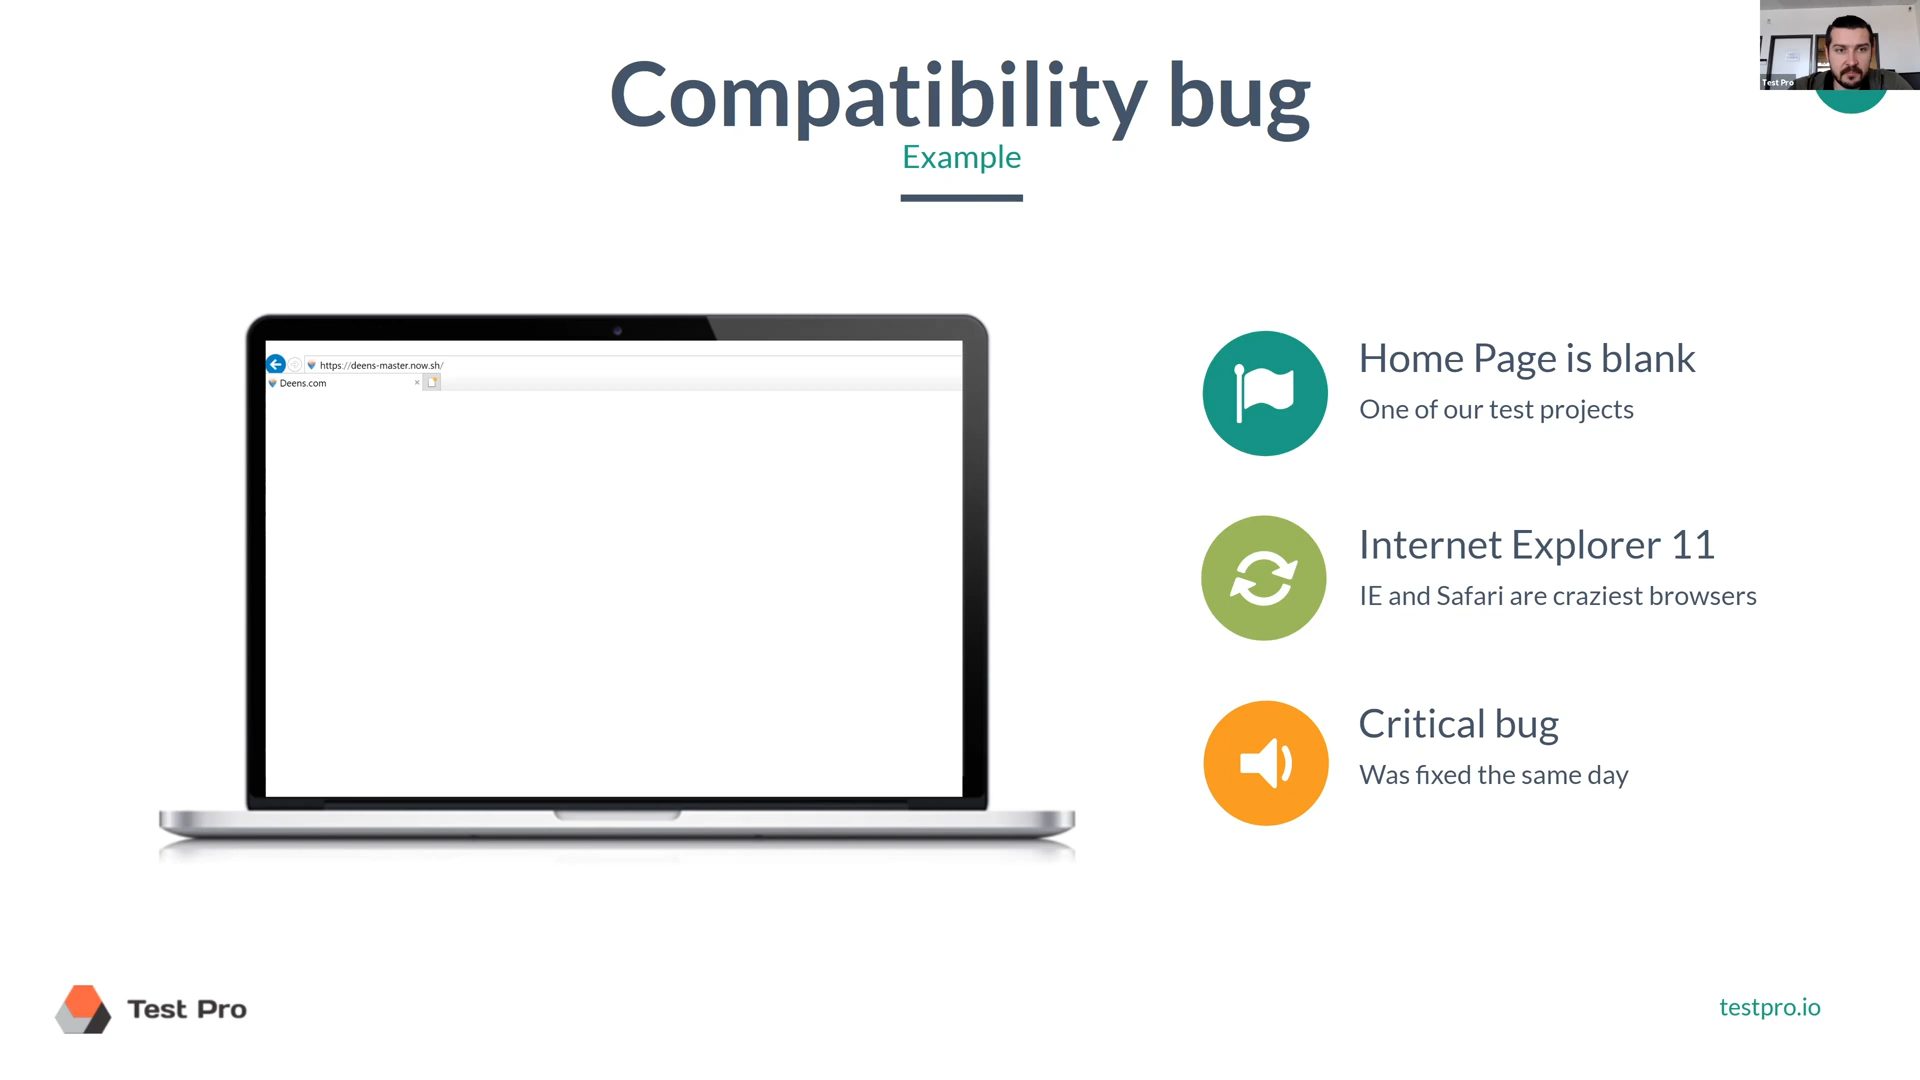 Compatibility bug
Example
Test Pro
https://deens-master.now.sh/
Deens.com
Home Page is blank
One of our test projects
Internet Explorer 11
IE and Safari are craziest browsers
Critical bug
Was fixed the same day
Test Pro
testpro.io